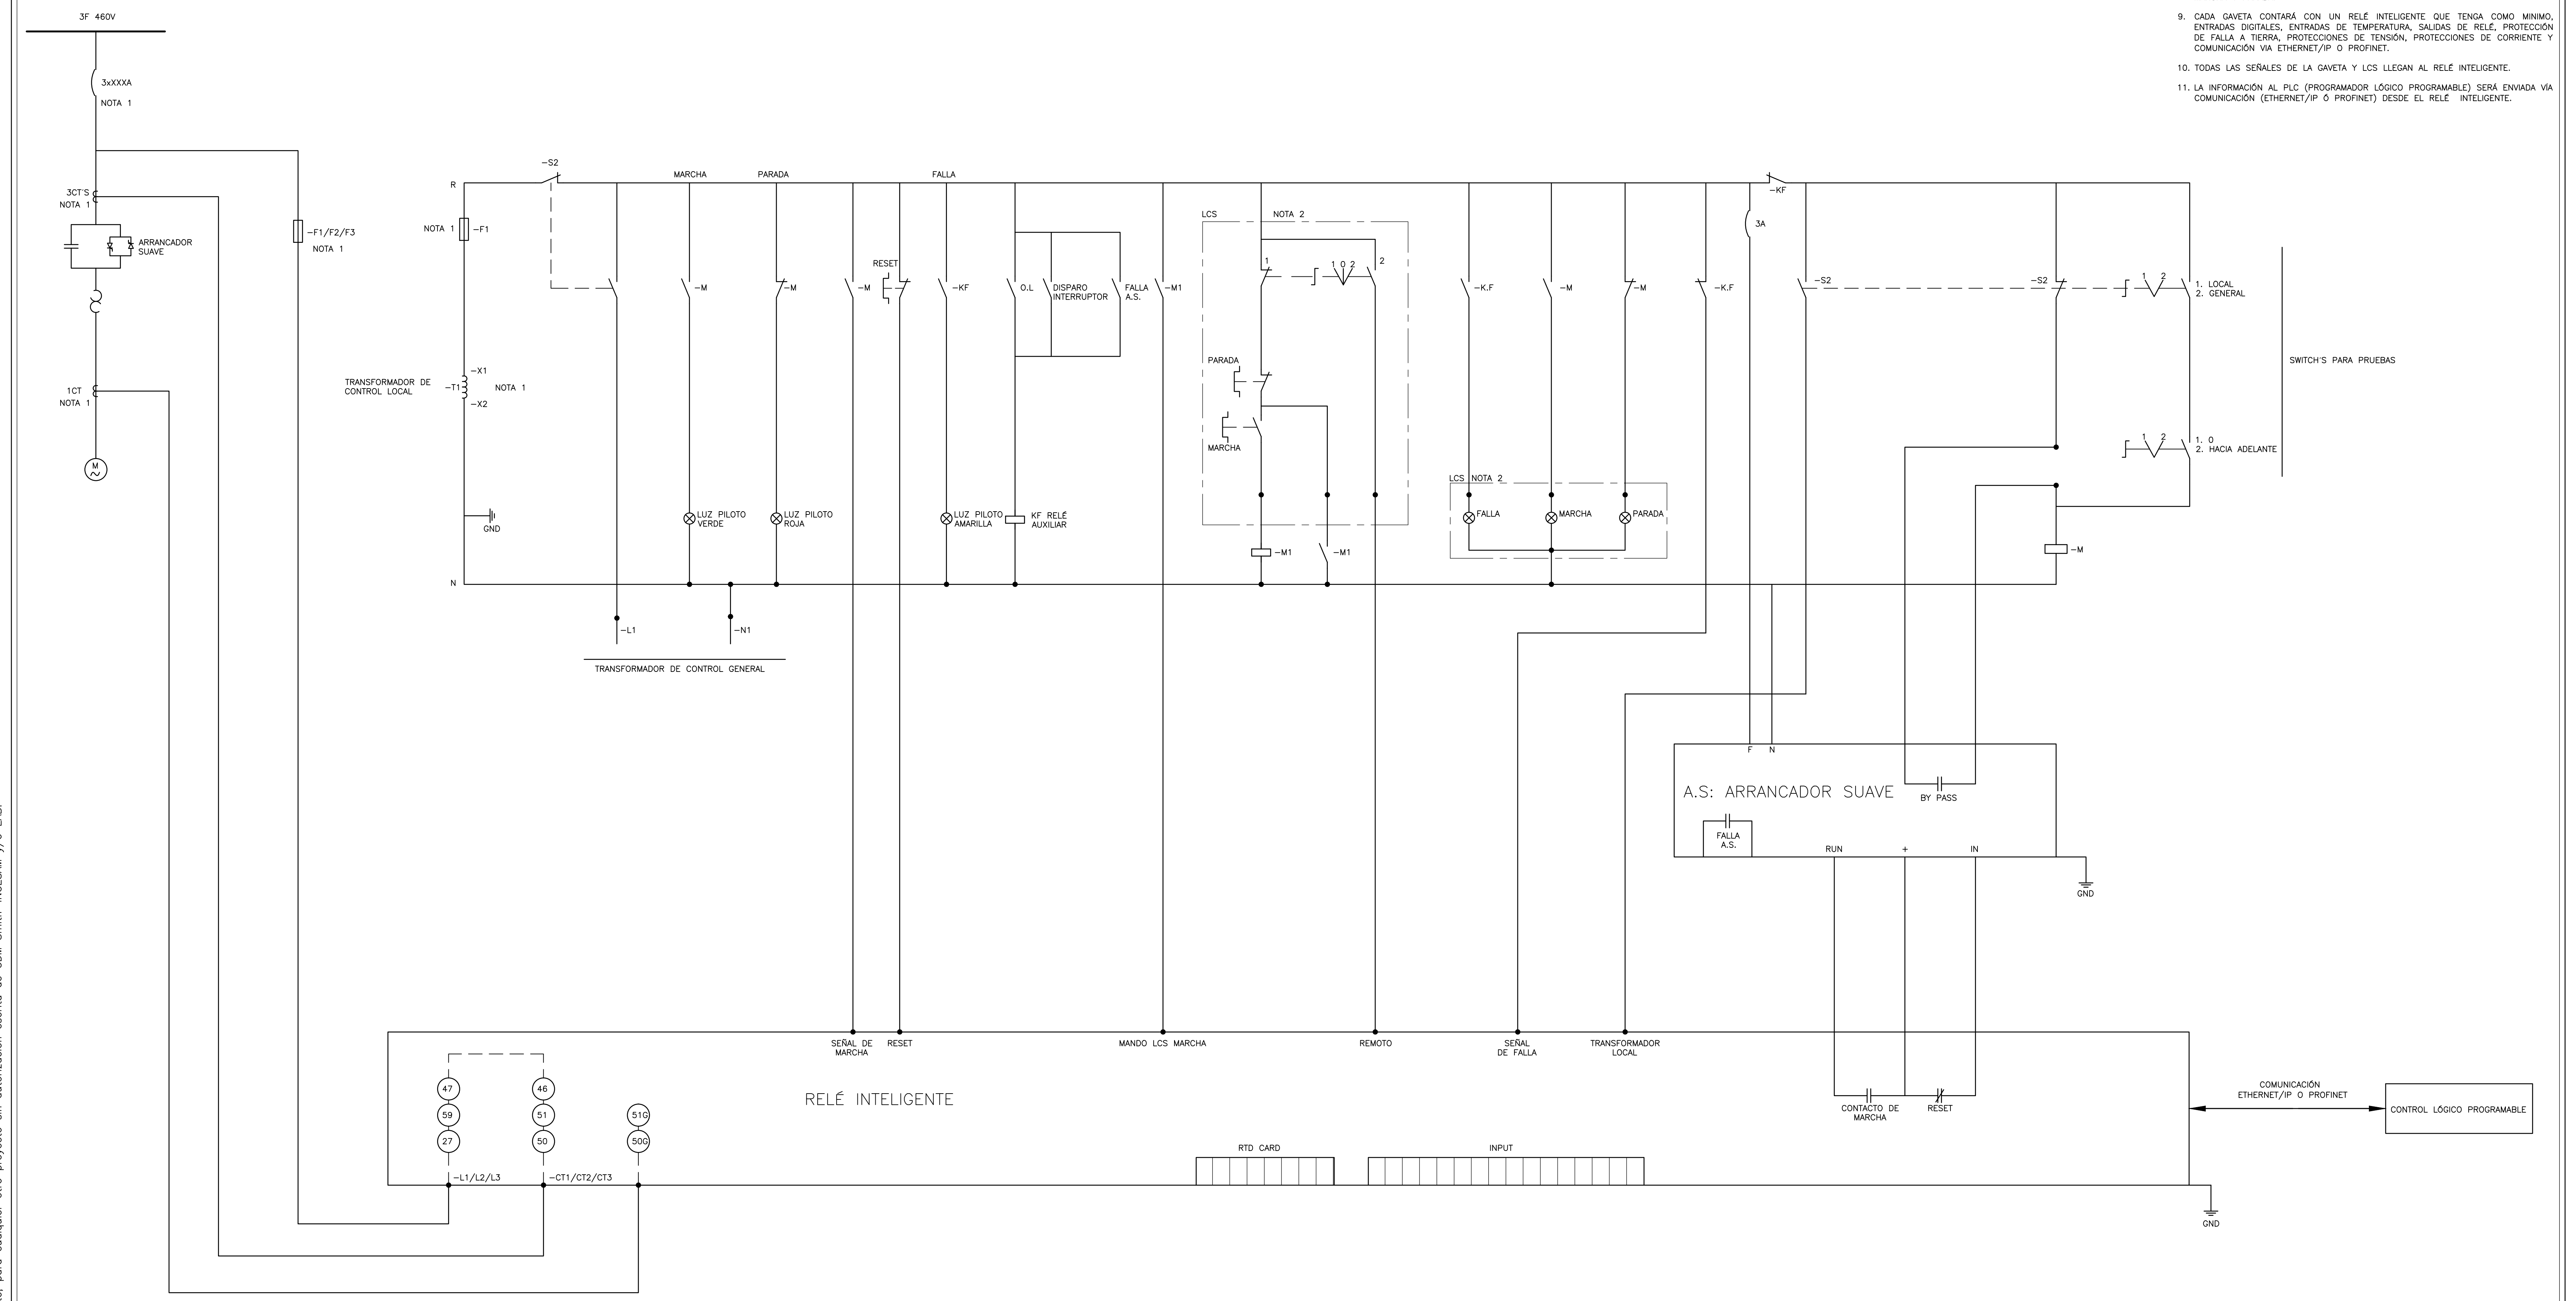 3F 460V
3xXXXA
NOTA 1
3CT'S
NOTA 1
ARRANCADOR
SUAVE
-F1/F2/F3
NOTA 1
1CT
NOTA 1
M
9. CADA GAVETA CONTARÁ CON UN RELÉ INTELIGENTE QUE TENGA COMO MINIMO,
ENTRADAS DIGITALES, ENTRADAS DE TEMPERATURA, SALIDAS DE RELÉ, PROTECCIÓN
DE FALLA A TIERRA, PROTECCIONES DE TENSIÓN, PROTECCIONES DE CORRIENTE Y
COMUNICACIÓN VIA ETHERNET/IP O PROFINET.
10. TODAS LAS SEÑALES DE LA GAVETA Y LCS LLEGAN AL RELÉ INTELIGENTE.
11. LA INFORMACIÓN AL PLC (PROGRAMADOR LÓGICO PROGRAMABLE) SERÁ ENVIADA VÍA
COMUNICACIÓN (ETHERNET/IP Ó PROFINET) DESDE EL RELÉ INTELIGENTE.
R
-S2
MARCHA
PARADA
FALLA
-KF
NOTA 1
-F1
LCS
NOTA 2
3A
RESET
1
1 0 2
2
-M
-M
-M
-KF
O.L
DISPARO
INTERRUPTOR
FALLA
A.S.
-M1
-K.F
-M
-M
-K.F
-S2
-S2
1 2
1. LOCAL
2. GENERAL
TRANSFORMADOR DE
CONTROL LOCAL
-X1
-T1
NOTA 1
-X2
PARADA
MARCHA
SWITCH'S PARA PRUEBAS
1 2
1. 0
2. HACIA ADELANTE
LCS NOTA 2
GND
LUZ PILOTO
VERDE
LUZ PILOTO
ROJA
LUZ PILOTO
AMARILLA
KF RELÉ
AUXILIAR
FALLA
MARCHA
PARADA
-M1
-M1
-M
N
-L1
-N1
TRANSFORMADOR DE CONTROL GENERAL
F N
A.S: ARRANCADOR SUAVE
BY PASS
FALLA
A.S.
RUN
+
IN
GND
SEÑAL DE
MARCHA
RESET
MANDO LCS MARCHA
REMOTO
SEÑAL
DE FALLA
TRANSFORMADOR
LOCAL
RELÉ INTELIGENTE
47
46
59
51
51G
27
50
50G
-L1/L2/L3
-CT1/CT2/CT3
RTD CARD
INPUT
CONTACTO DE
MARCHA
RESET
COMUNICACIÓN
ETHERNET/IP O PROFINET
CONTROL LÓGICO PROGRAMABLE
GND